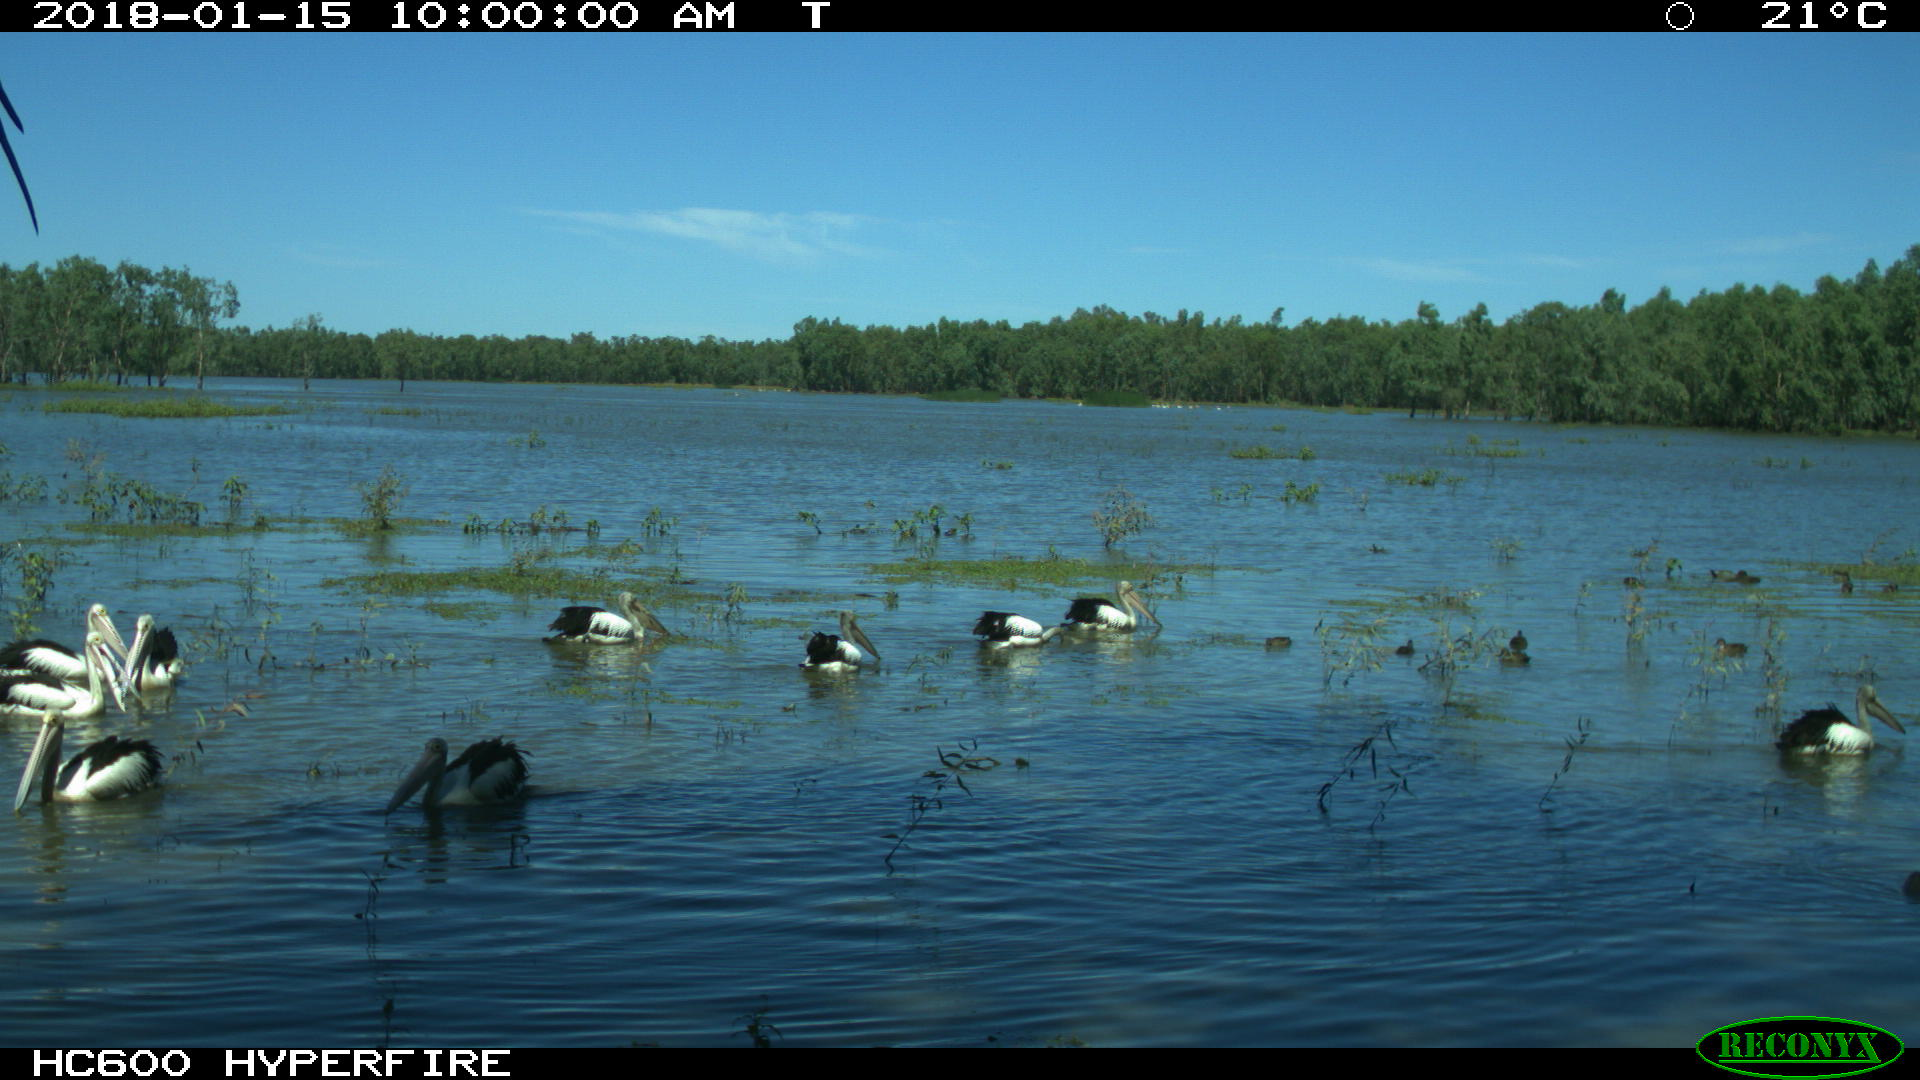 2018-01-15 10:00:00 AM T 21°C
HC600 HYPERFIRE
RECONYX